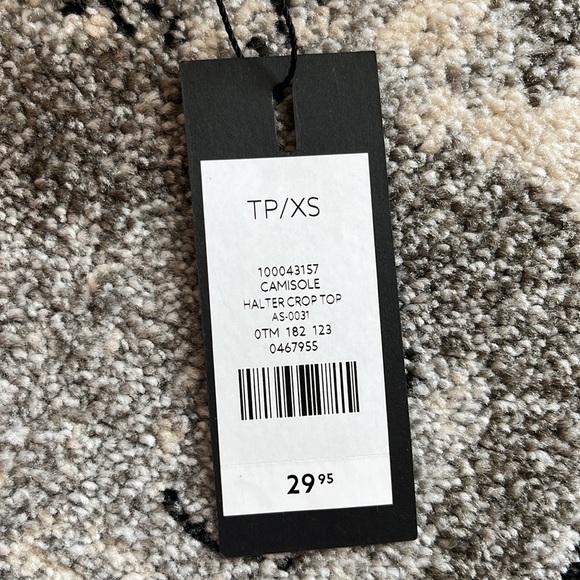 TP/XS
100043157
CAMISOLE
HALTER CROP TOP
AS-0031
0TM 182 123
0467955
29 95